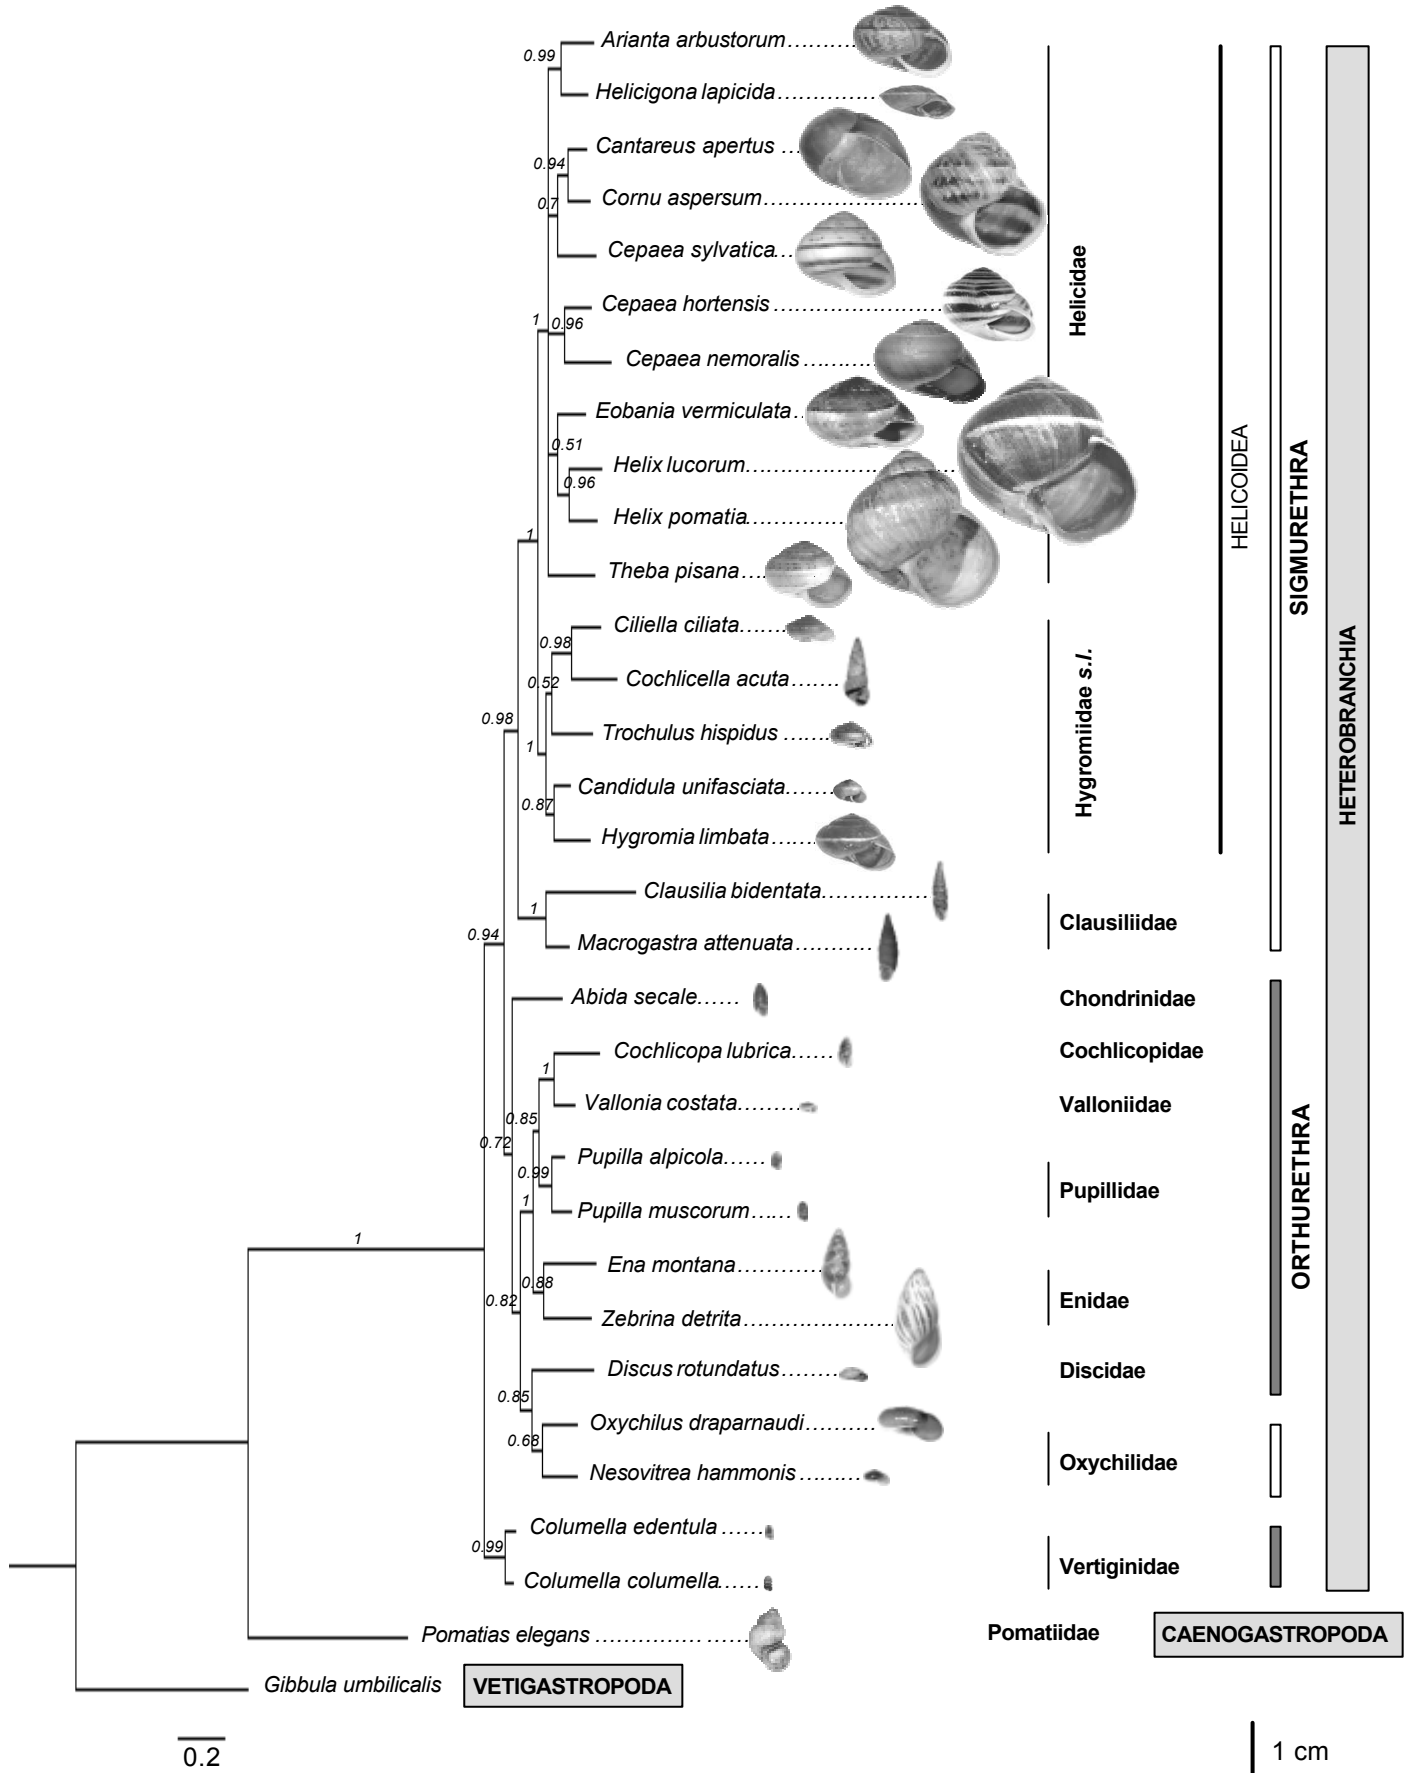 Arianta arbustorum
0.99
Helicigona lapicida
Cantareus apertus
0.94
Cornu aspersum
0.7
Cepaea sylvatica
Helicidae
Cepaea hortensis
1
0.96
Cepaea nemoralis
Eobania vermiculata
HELICOIDEA
0.51
Helix lucorum
0.96
Helix pomatia
SIGMURETHRA
1
Theba pisana
Ciliella ciliata
0.98
Cochlicella acuta
0.52
Hygromiidae s.l.
HETEROBRANCHIA
0.98
Trochulus hispidus
1
Candidula unifasciata
0.87
Hygromia limbata
Clausilia bidentata
1
Clausiliidae
0.94
Macrogastra attenuata
Abida secale
Chondrinidae
Cochlicopa lubrica
Cochlicopidae
1
Vallonia costata
Valloniidae
0.85
0.72
Pupilla alpicola
0.99
Pupillidae
ORTHURETHRA
1
Pupilla muscorum
1
Ena montana
0.88
0.82
Enidae
Zebrina detrita
Discus rotundatus
Discidae
0.85
Oxychilus draparnaudi
0.68
Oxychilidae
Nesovitrea hammonis
Columella edentula
0.99
Vertiginidae
Columella columella
Pomatias elegans
Pomatiidae
CAENOGASTROPODA
Gibbula umbilicalis
VETIGASTROPODA
0.2
1 cm